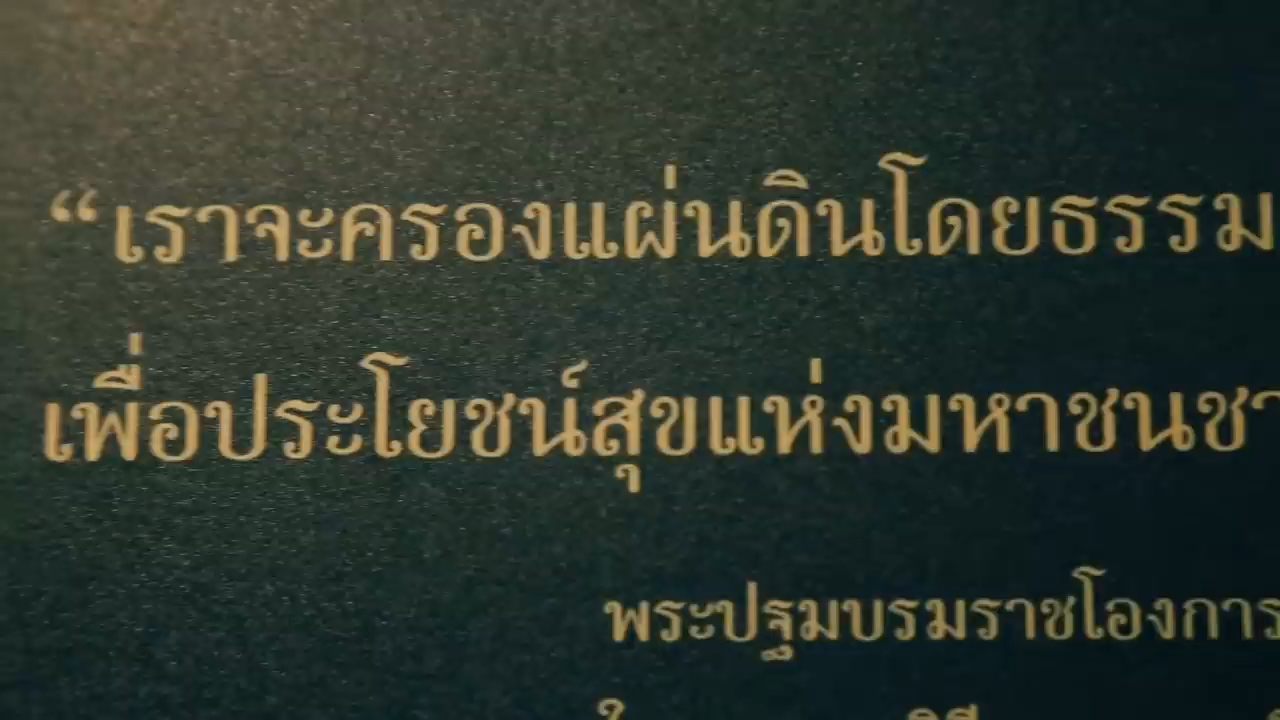 “เราจะครองแผ่นดินโดยธรรม
เพื่อประโยชน์สุขแห่งมหาชนชา
พระปฐมบรมราชโองการ